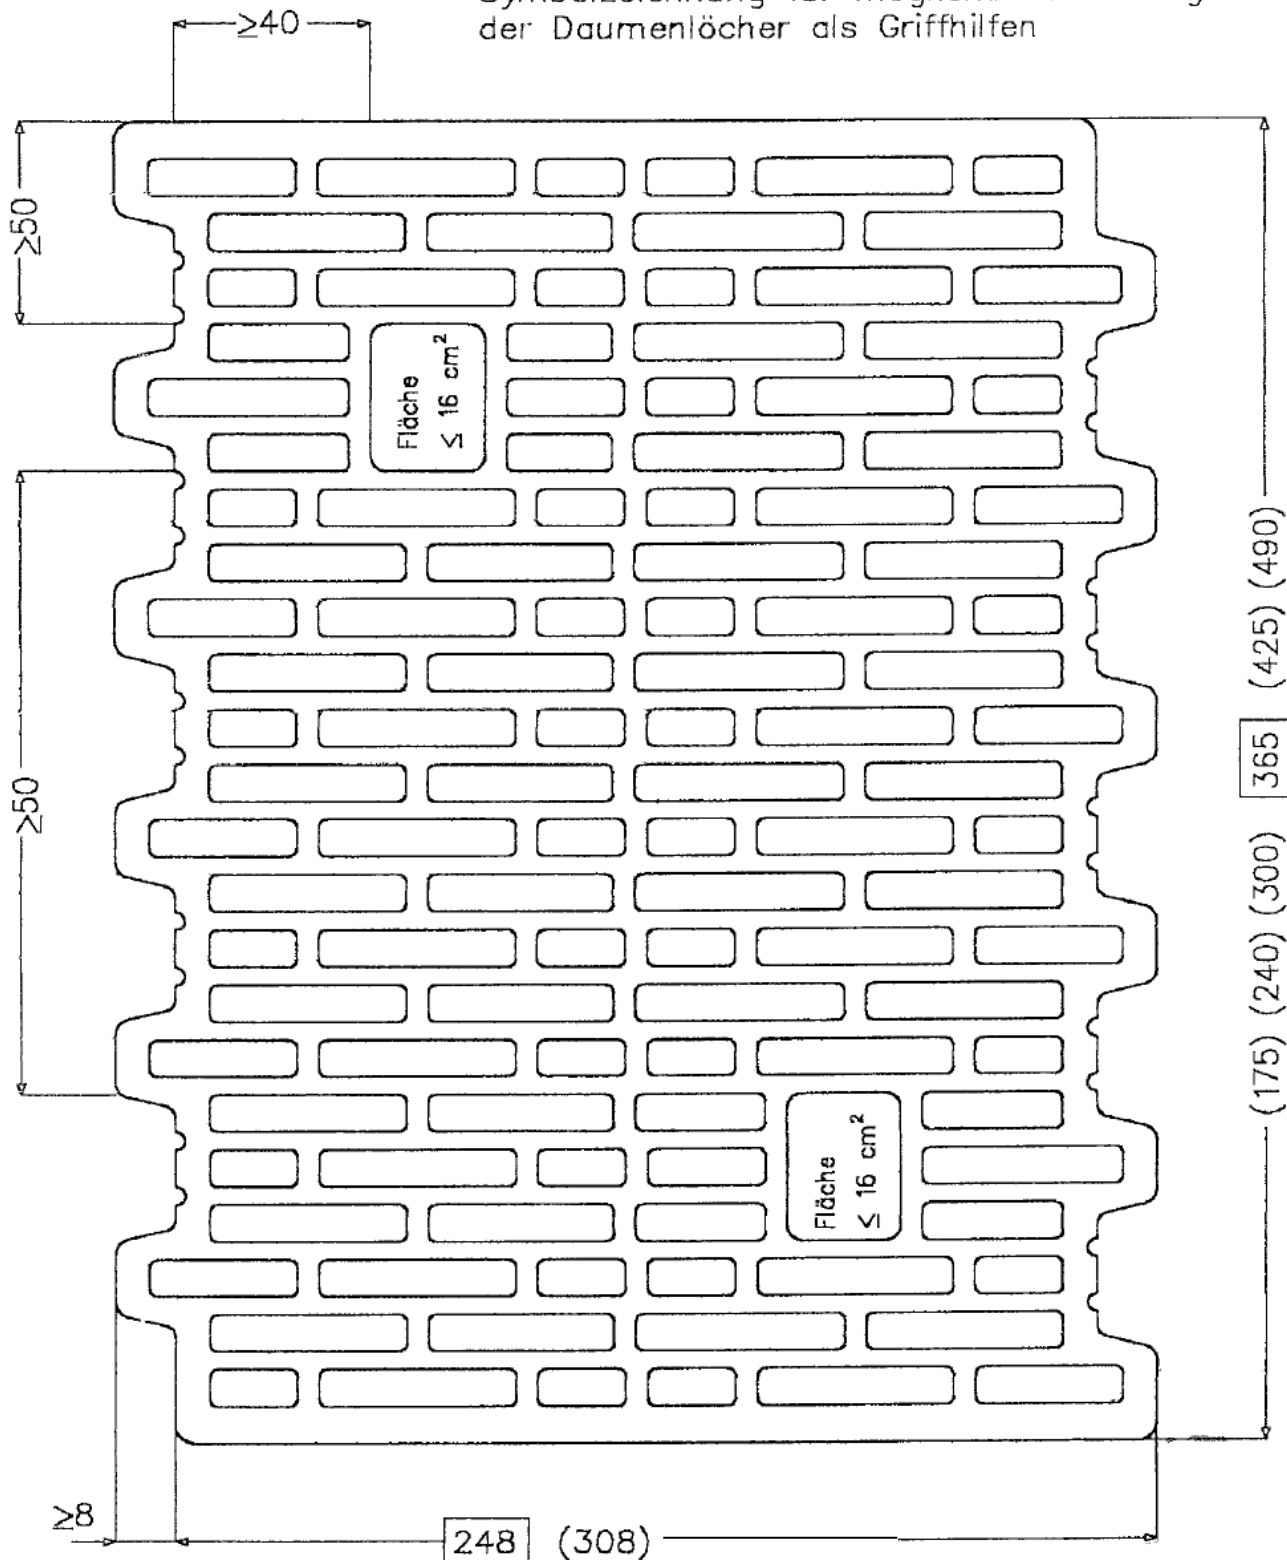 der Daumenlöcher als Griffhilfen
≥40
≥50
Fläche
≤ 16 cm²
≥50
(175) (240) (300) 365 (425) (490)
Fläche
≤ 16 cm²
≥8
248 (308)